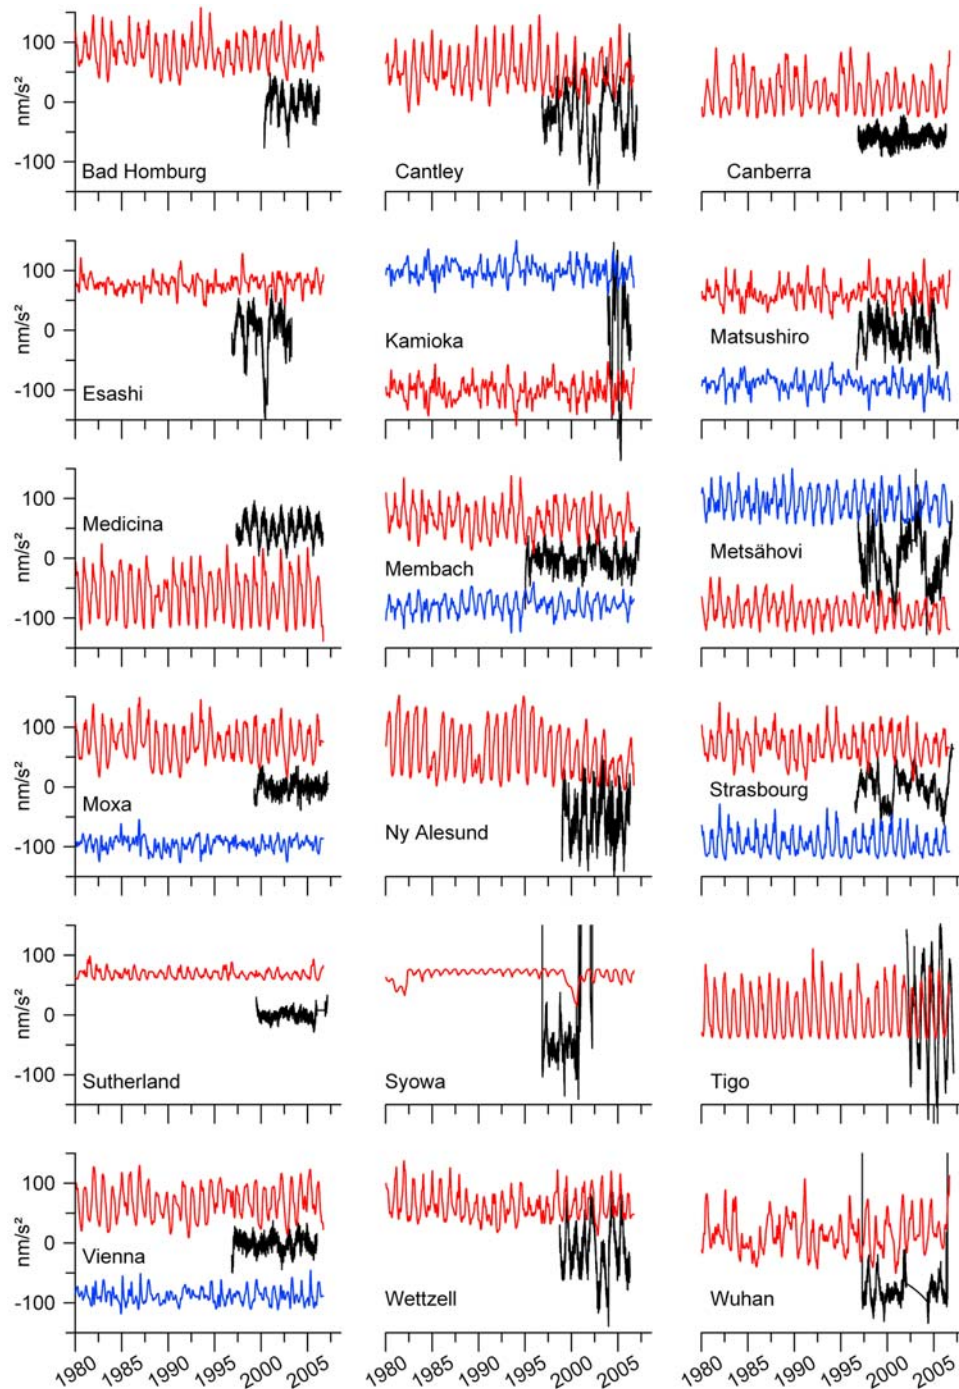 100
0
-100
nm/s²
Bad Homburg
Cantley
Canberra
100
0
-100
nm/s²
Esashi
Kamioka
Matsushiro
100
0
-100
nm/s²
Medicina
Membach
Metsähovi
100
0
-100
nm/s²
Moxa
Ny Alesund
Strasbourg
100
0
-100
nm/s²
Sutherland
Syowa
Tigo
100
0
-100
nm/s²
Vienna
Wettzell
Wuhan
1980 1985 1990 1995 2000 2005
1980 1985 1990 1995 2000 2005
1980 1985 1990 1995 2000 2005